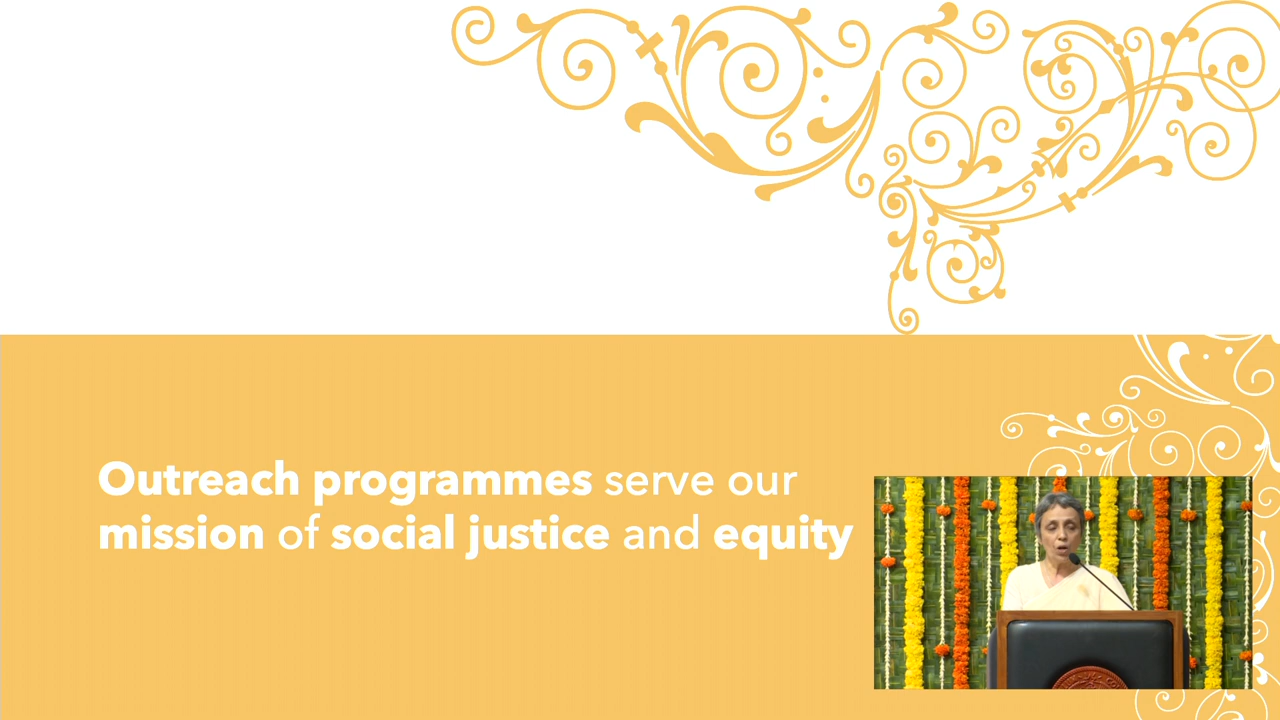 Outreach programmes serve our
mission of social justice and equity